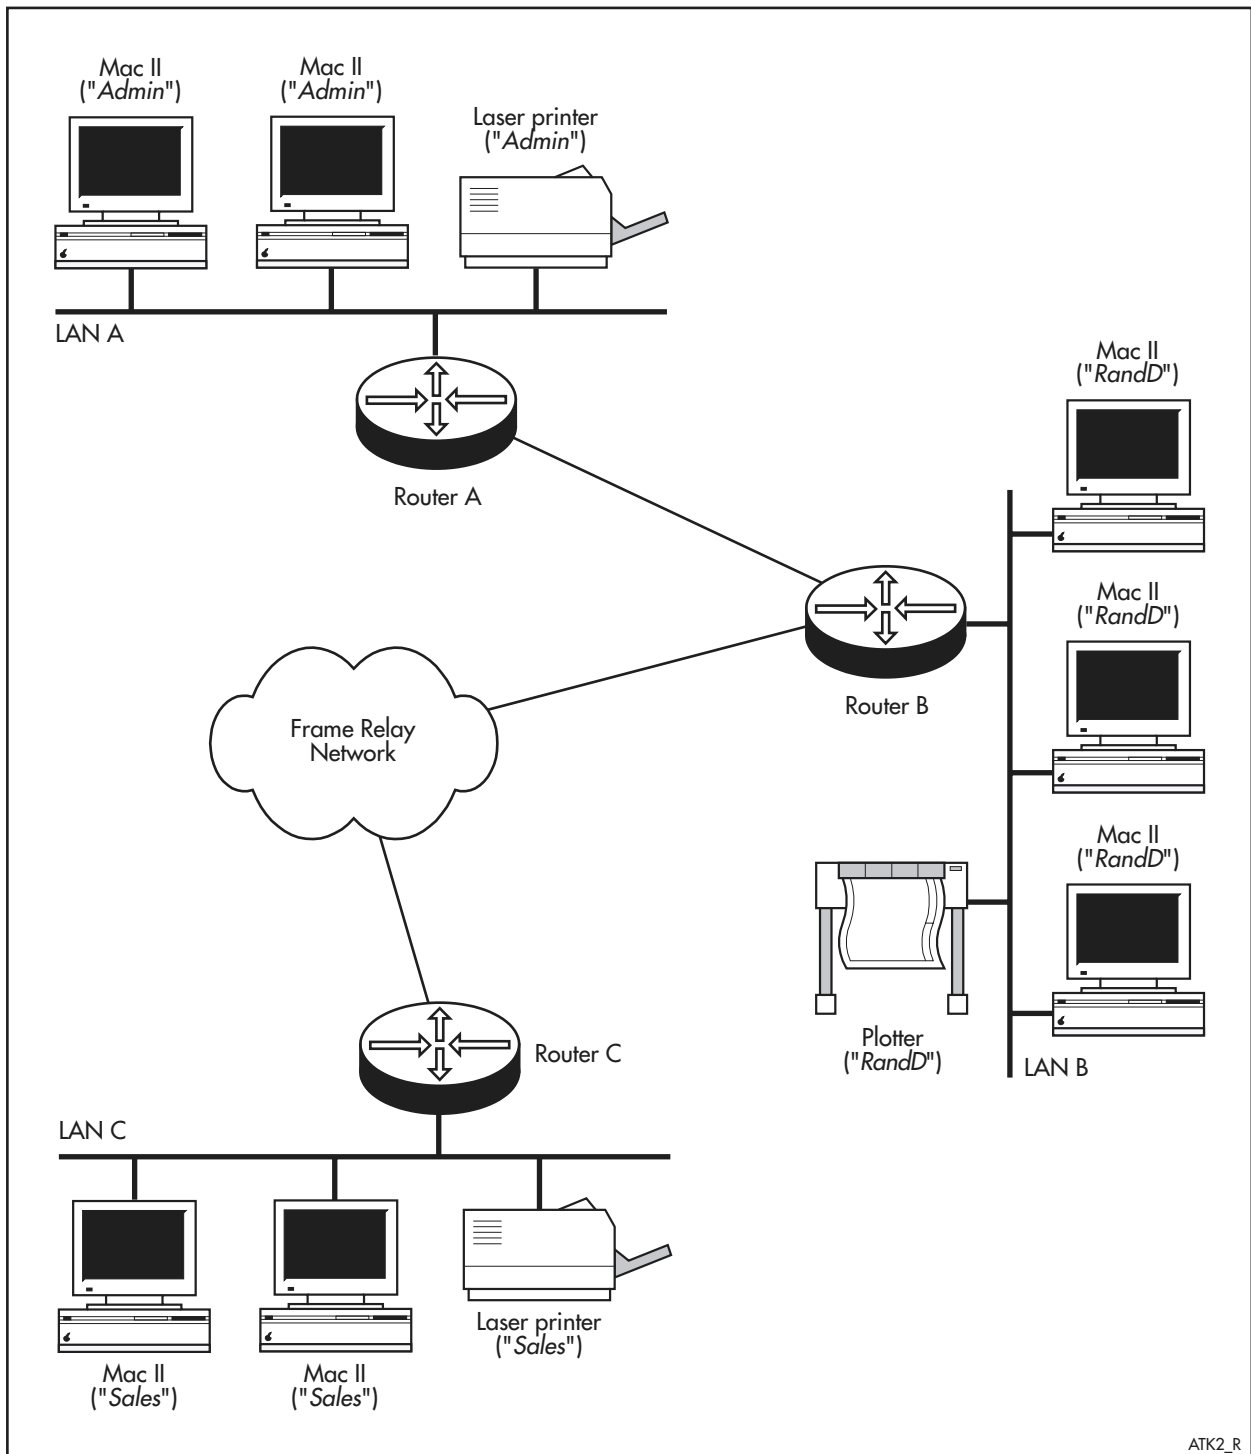 Mac II
("Admin")
Mac II
("Admin")
Laser printer
("Admin")
LAN A
Router A
Mac II
("RandD")
Mac II
("RandD")
Router B
Frame Relay
Network
Mac II
("RandD")
Plotter
("RandD")
LAN B
Router C
LAN C
Mac II
("Sales")
Mac II
("Sales")
Laser printer
("Sales")
ATK2_R